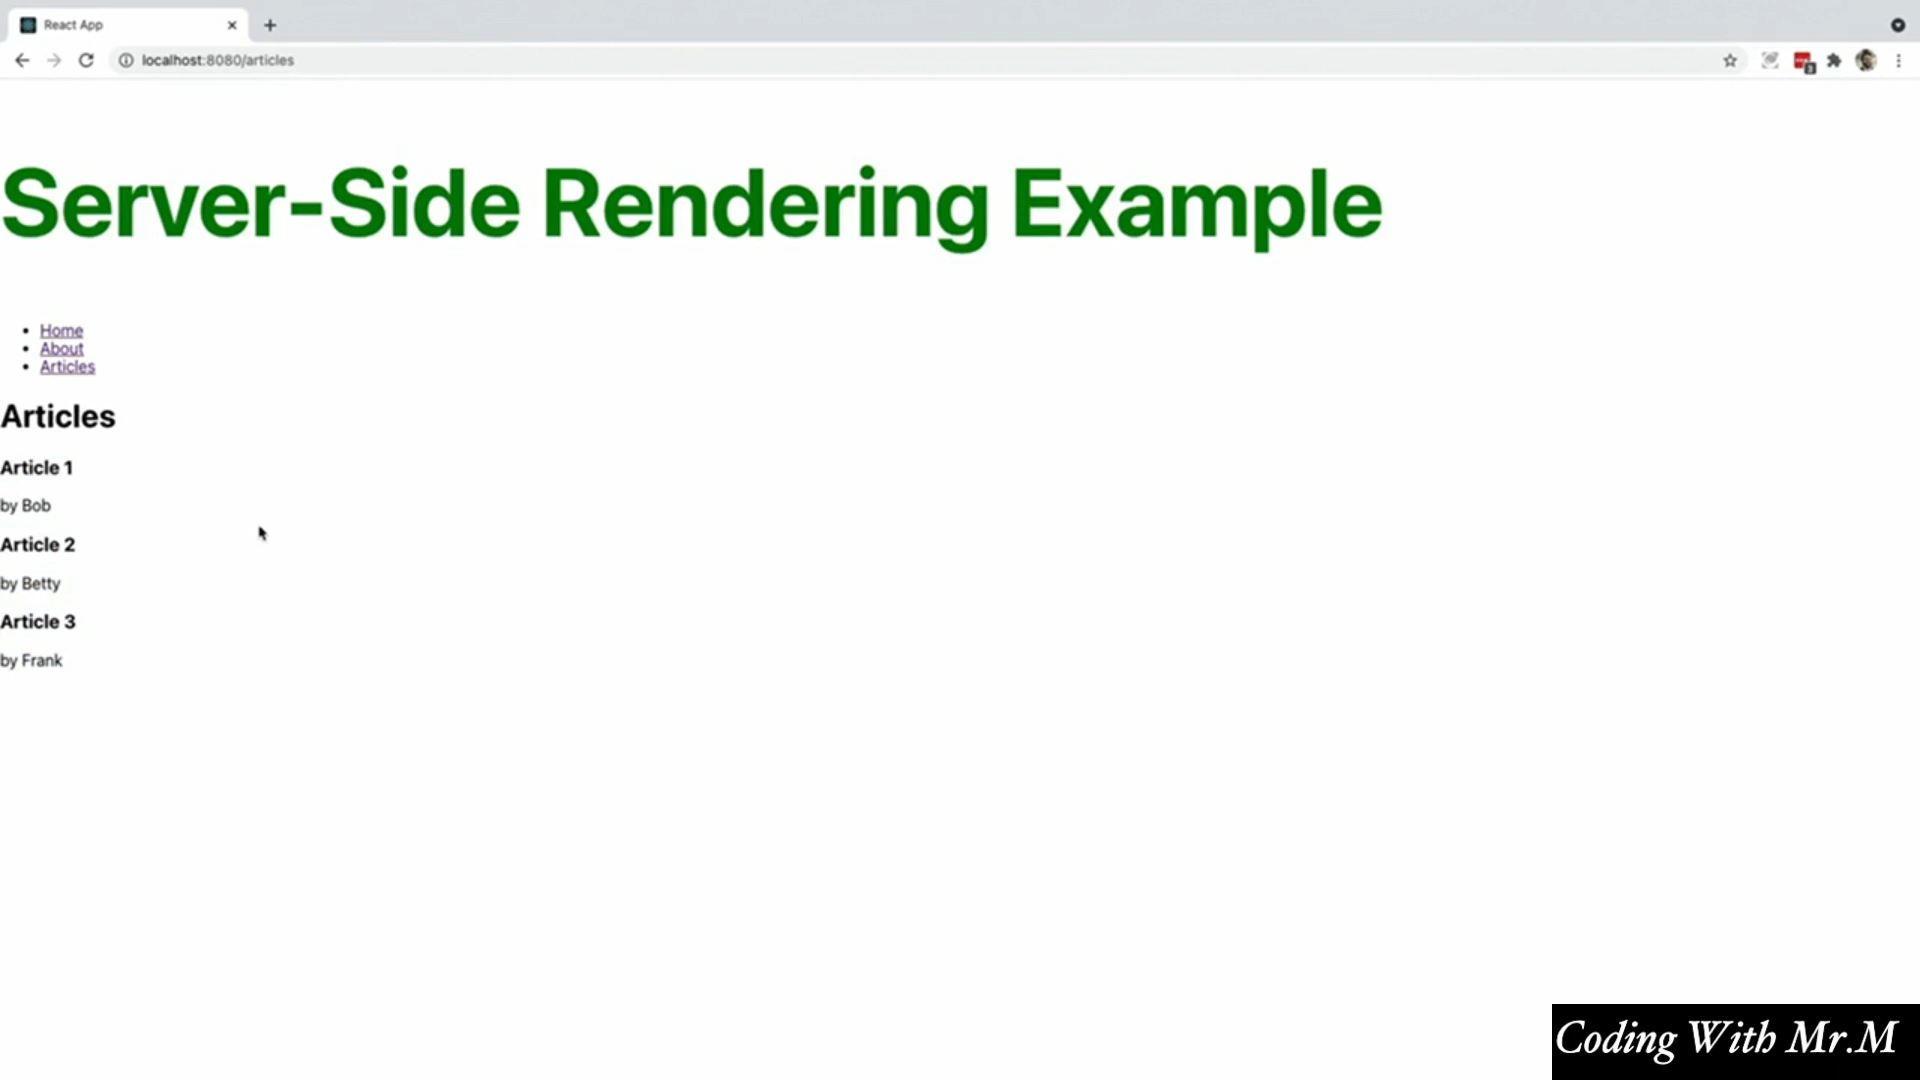 React App
localhost:8080/articles
Server-Side Rendering Example
Home
About
Articles
Articles
Article 1
by Bob
Article 2
by Betty
Article 3
by Frank
Coding With Mr.M